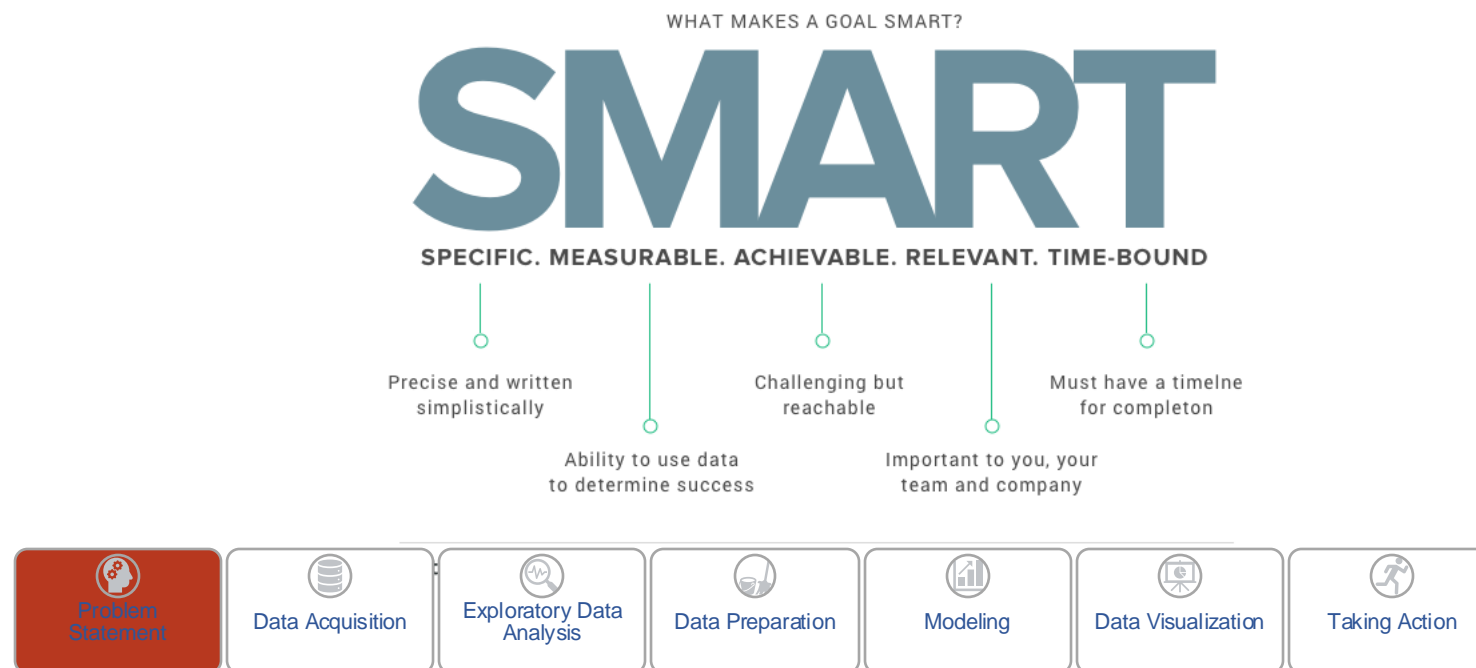 WHAT MAKES A GOAL SMART?
SMART
SPECIFIC. MEASURABLE. ACHIEVABLE. RELEVANT. TIME-BOUND
Precise and written
simplistically
Ability to use data
to determine success
Challenging but
reachable
Important to you, your
team and company
Must have a timelne
for completon
Problem
Statement
Data Acquisition
Exploratory Data
Analysis
Data Preparation
Modeling
Data Visualization
Taking Action